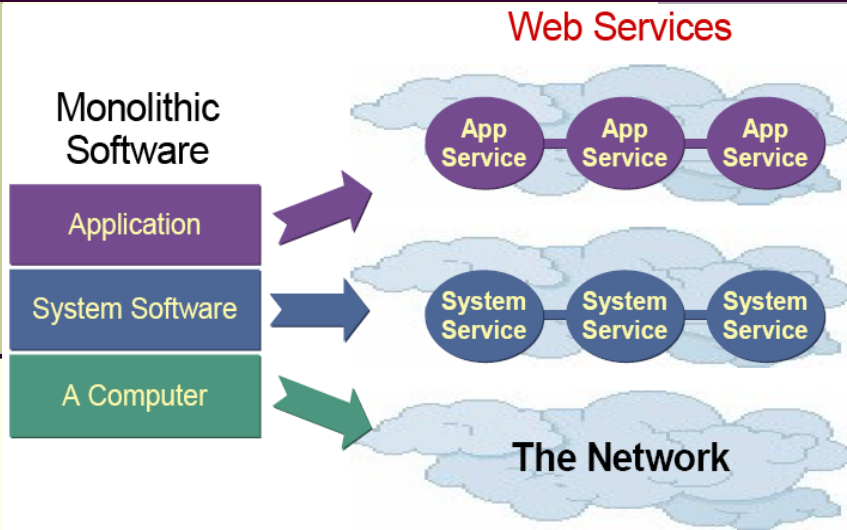 Web Services
Monolithic
Software
Application
System Software
A Computer
App
Service
App
Service
App
Service
System
Service
System
Service
System
Service
The Network